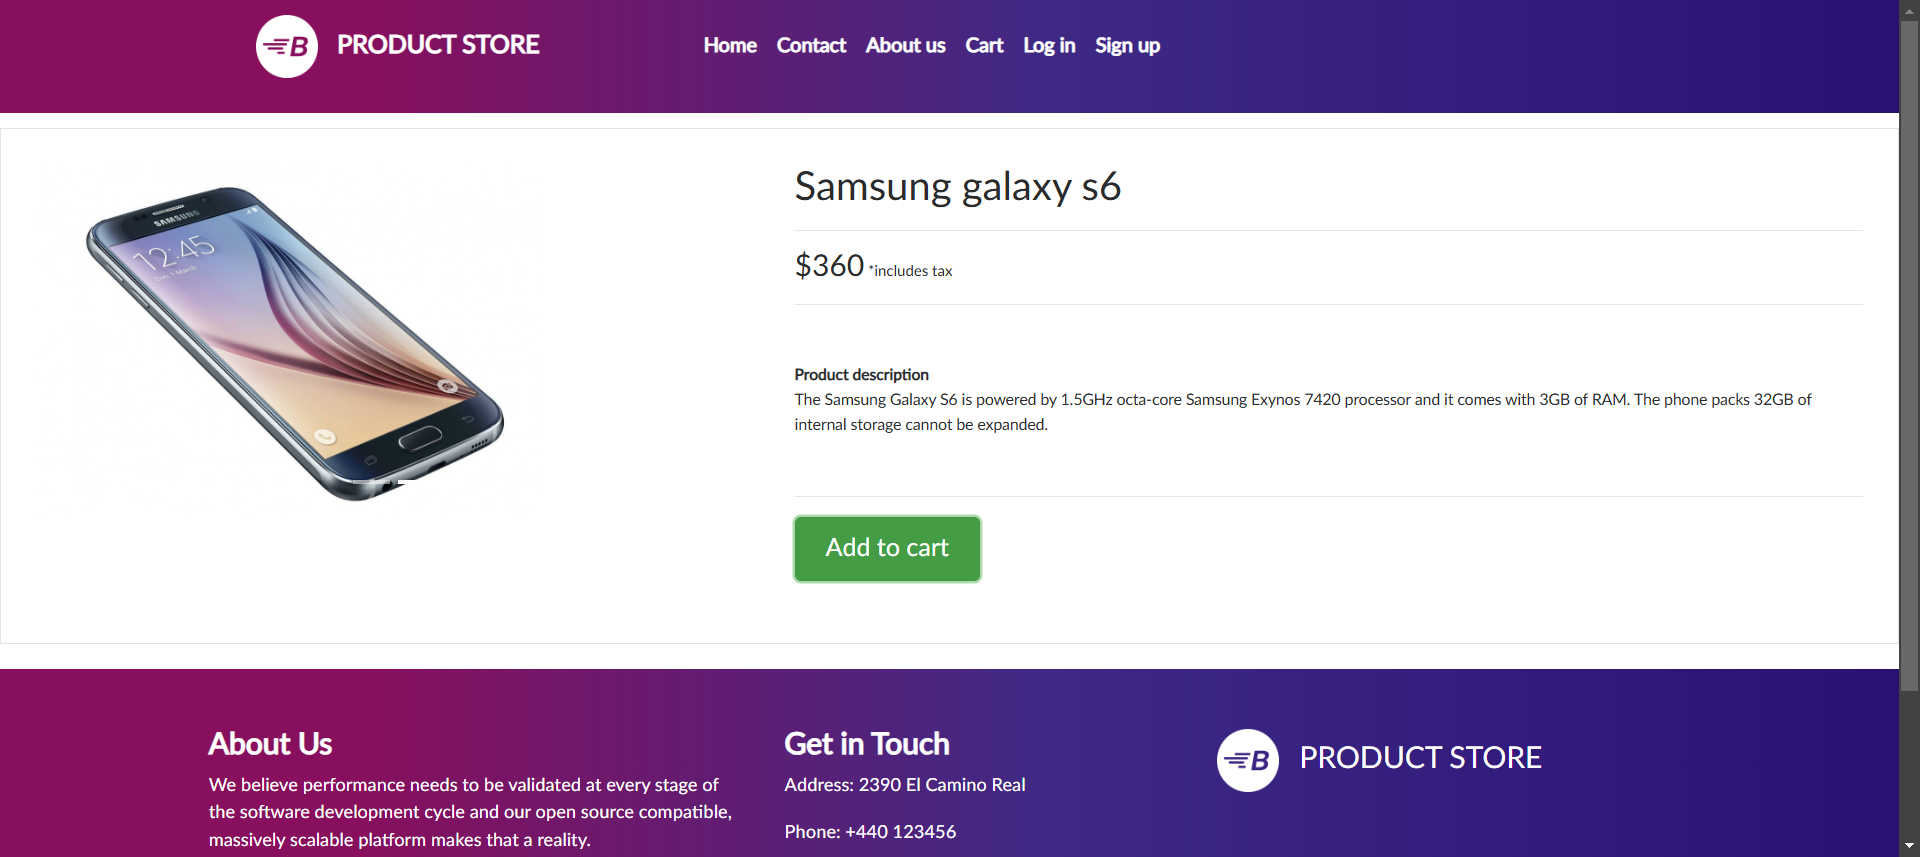 B PRODUCT STORE
Home Contact About us Cart Log in Sign up
SAMSUNG
12:45
Sun, 1 March
Samsung galaxy s6
$360 *includes tax
Product description
The Samsung Galaxy S6 is powered by 1.5GHz octa-core Samsung Exynos 7420 processor and it comes with 3GB of RAM. The phone packs 32GB of
internal storage cannot be expanded.
Add to cart
About Us
We believe performance needs to be validated at every stage of
the software development cycle and our open source compatible,
massively scalable platform makes that a reality.
Get in Touch
Address: 2390 El Camino Real
Phone: +440 123456
B PRODUCT STORE